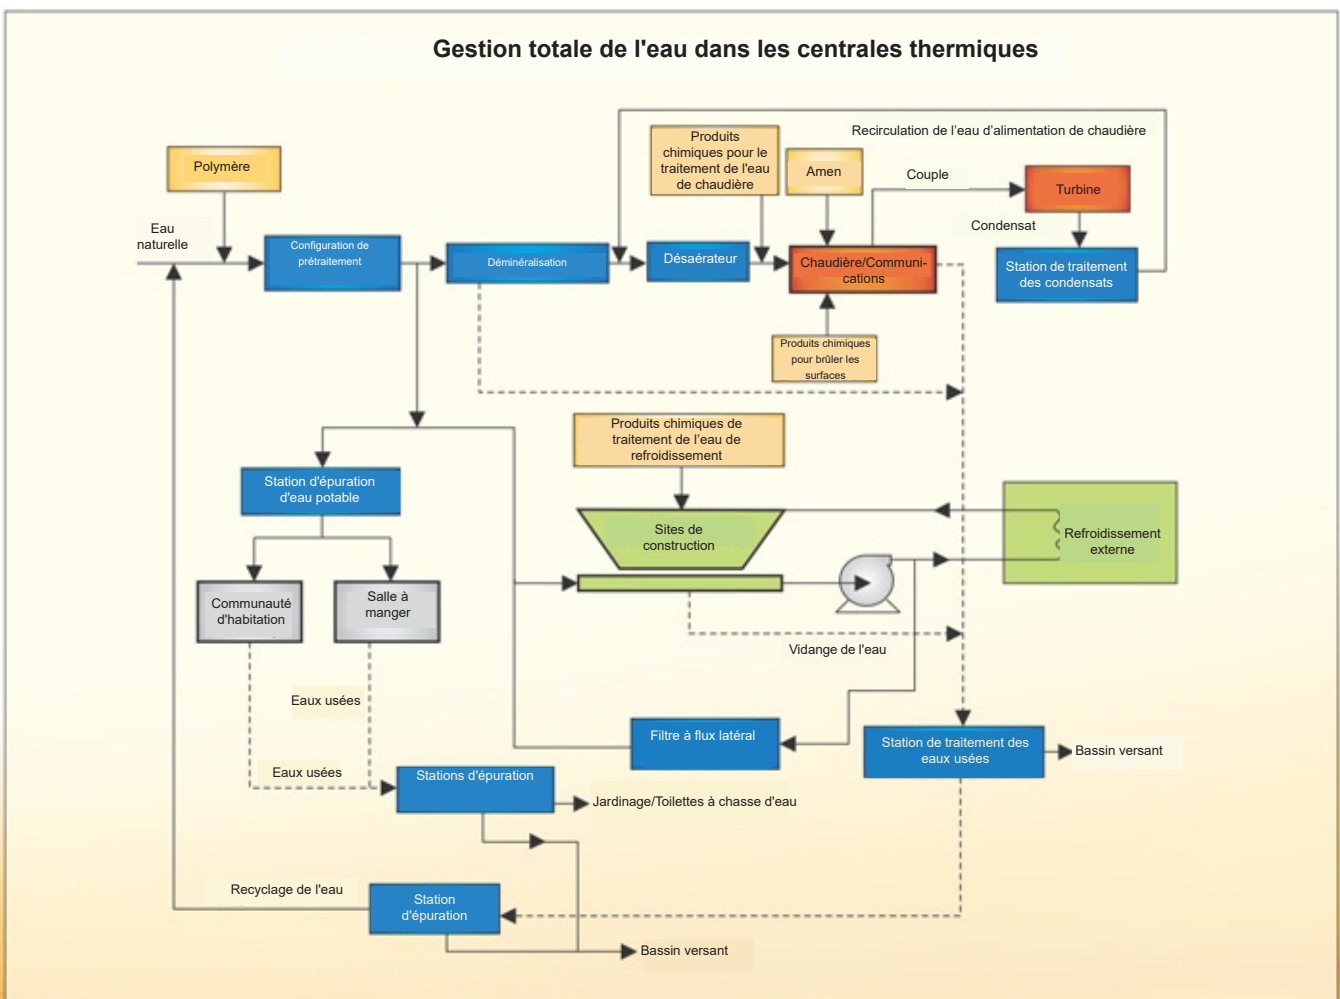 Gestion totale de l'eau dans les centrales thermiques
Recirculation de l'eau d'alimentation de chaudière
Produits
chimiques pour le
traitement de l'eau
de chaudière
Polymère
Amen
Couple
Turbine
Eau
naturelle
Condensat
Configuration de
prétraitement
Déminéralisation
Désaérateur
Chaudière/Communi-
cations
Station de traitement
des condensats
Produits chimiques
pour brûler les
surfaces
Produits chimiques de
traitement de l'eau de
refroidissement
Station d'épuration
d'eau potable
Sites de
construction
Refroidissement
externe
Communauté
d'habitation
Salle à
manger
Vidange de l'eau
Eaux usées
Filtre à flux latéral
Station de traitement des
eaux usées
Bassin versant
Eaux usées
Stations d'épuration
Jardinage/Toilettes à chasse d'eau
Recyclage de l'eau
Station
d'épuration
Bassin versant